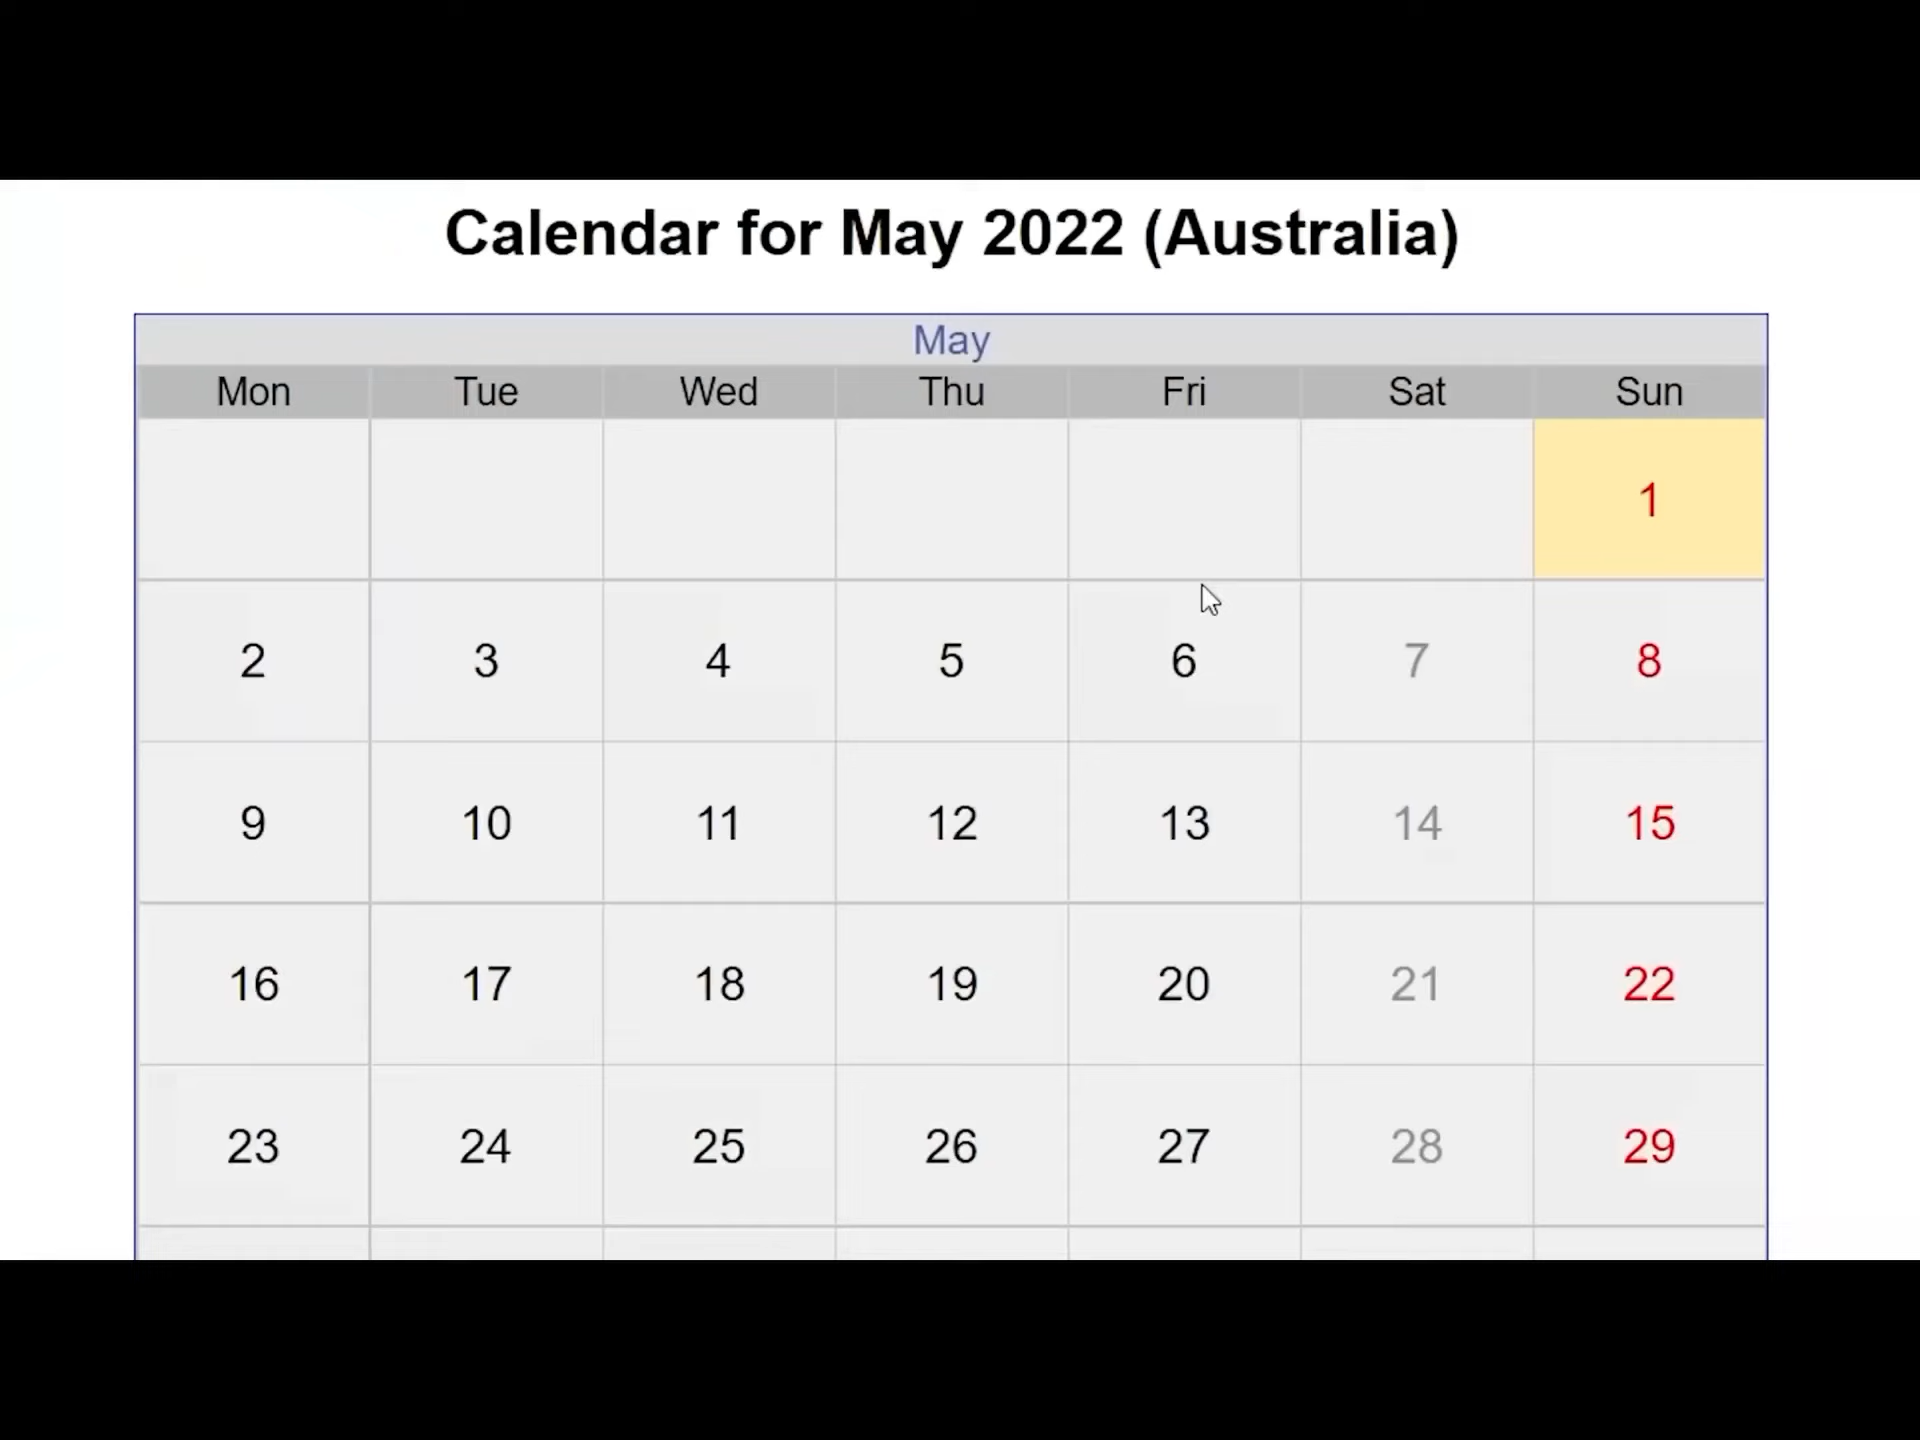 Calendar for May 2022 (Australia)
May
Mon Tue Wed Thu Fri Sat Sun
1
2 3 4 5 6 7 8
9 10 11 12 13 14 15
16 17 18 19 20 21 22
23 24 25 26 27 28 29